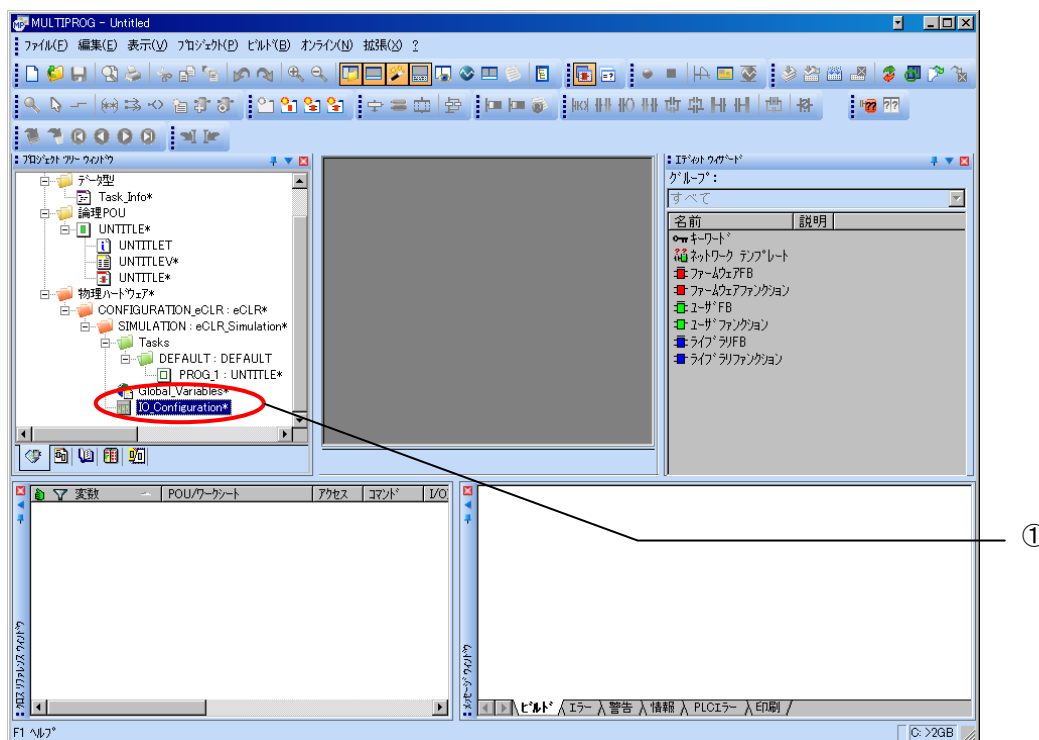 MULTIPROG - Untitled
ファイル(F) 編集(E) 表示(V) プロジェクト(P) ビルド(B) オンライン(N) 拡張(X) ?
プロジェクト ツリー ウィンドウ
データ型
Task_Info*
論理POU
UNTITLE*
UNTITLET
UNTITLEV*
UNTITLE*
物理ハードウェア*
CONFIGURATION_eCLR : eCLR*
SIMULATION : eCLR_Simulation*
Tasks
DEFAULT : DEFAULT
PROG_1 : UNTITLE*
Global_Variables*
IO_Configuration*
エディット ウィザード
グループ:
すべて
名前 説明
キーワード
ネットワーク テンプレート
ファームウェアFB
ファームウェアファンクション
ユーザFB
ユーザファンクション
ライブラリFB
ライブラリファンクション
①
変数 POU/ワークシート アクセス コマンド I/O
クロス リファレンス ウィンドウ
メッセージ ウィンドウ
ビルド エラー 警告 情報 PLCエラー 印刷
F1 ヘルプ
C: >2GB